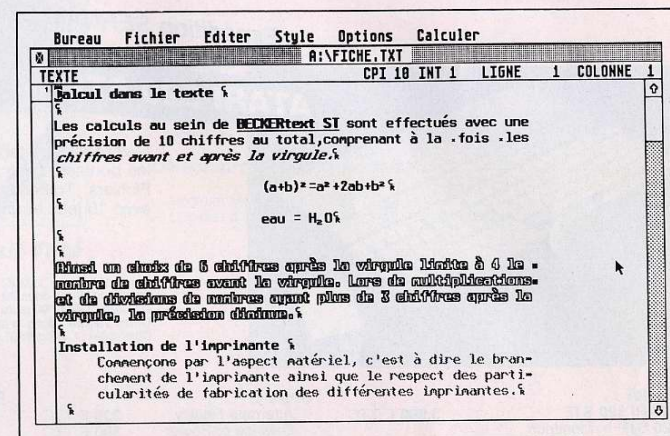 Bureau Fichier Editer Style Options Calculer
A:\FICHE.TXT
TEXTE CPI 10 INT 1 LIGNE 1 COLONNE 1
1 Calcul dans le texte
Les calculs au sein de BECKERtext ST sont effectués avec une
précision de 10 chiffres au total,comprenant à la -fois -les
chiffres avant et après la virgule.
(a+b)²=a²+2ab+b²
eau = H₂O
Ainsi un choix de 6 chiffres après la virgule limite à 4 le -
nombre de chiffres avant la virgule. Lors de multiplications-
et de divisions de nombres ayant plus de 3 chiffres après la
virgule, la précision diminue.
Installation de l'imprimante
Commençons par l'aspect matériel, c'est à dire le bran-
chement de l'imprimante ainsi que le respect des parti-
cularités de fabrication des différentes imprimantes.